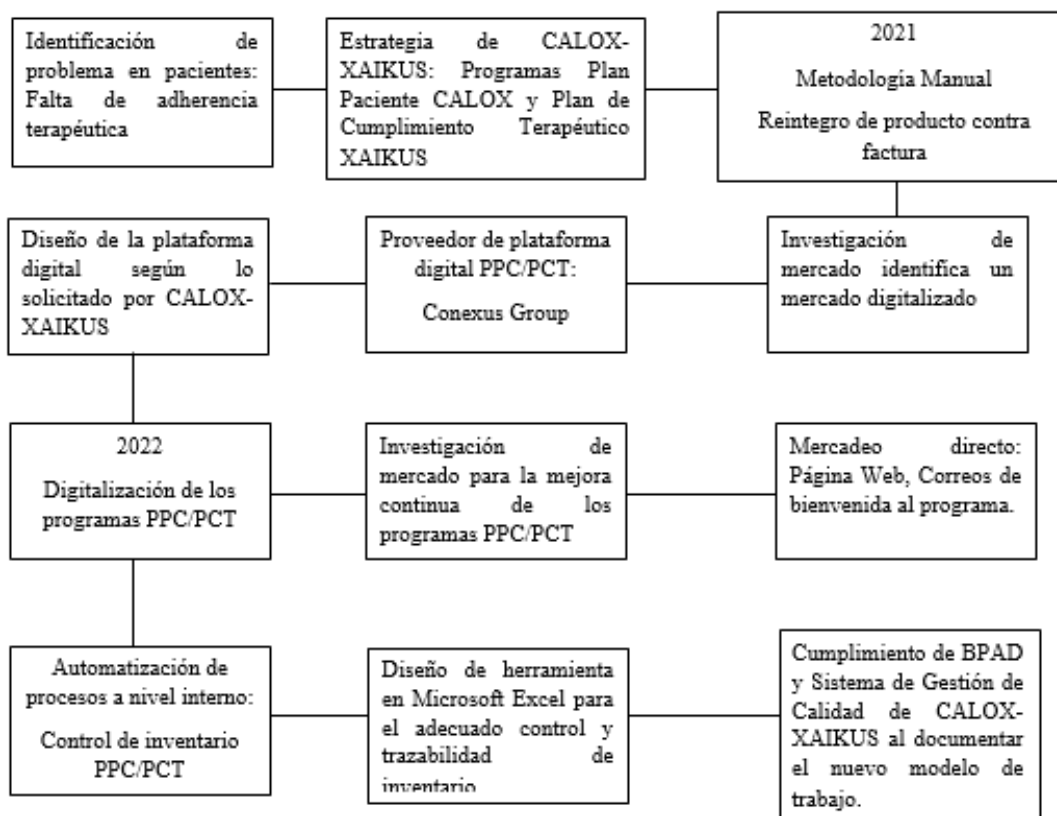 Identificación de
problema en pacientes:
Falta de adherencia
terapéutica
Estrategia de CALOX-
XAIKUS: Programas Plan
Paciente CALOX y Plan de
Cumplimiento Terapéutico
XAIKUS
2021
Metodología Manual
Reintegro de producto contra
factura
Diseño de la plataforma
digital según lo
solicitado por CALOX-
XAIKUS
Proveedor de plataforma
digital PPC/PCT:
Conexus Group
Investigación de
mercado identifica un
mercado digitalizado
2022
Digitalización de los
programas PPC/PCT
Investigación de
mercado para la mejora
continua de los
programas PPC/PCT
Mercadeo directo:
Página Web, Correos de
bienvenida al programa.
Automatización de
procesos a nivel interno:
Control de inventario
PPC/PCT
Diseño de herramienta
en Microsoft Excel para
el adecuado control y
trazabilidad de
inventario
Cumplimiento de BPAD
y Sistema de Gestión de
Calidad de CALOX-
XAIKUS al documentar
el nuevo modelo de
trabajo.